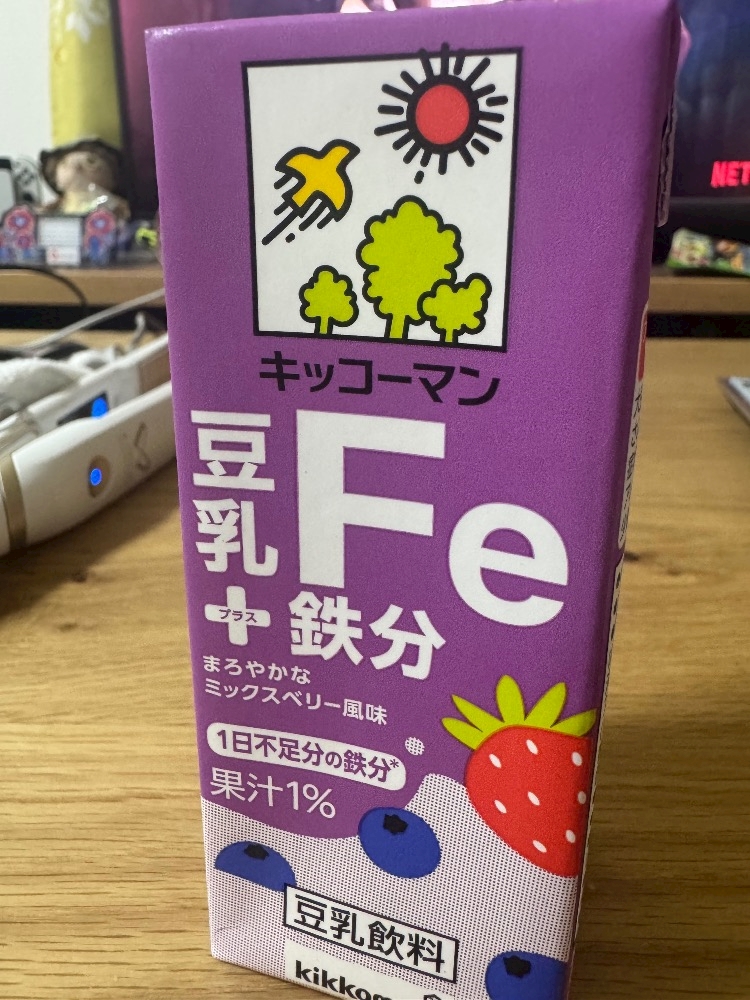 NET
キッコーマン
豆乳
Fe
プラス
+鉄分
まろやかな
ミックスベリー風味
1日不足分の鉄分*
果汁1%
豆乳飲料
kikkom